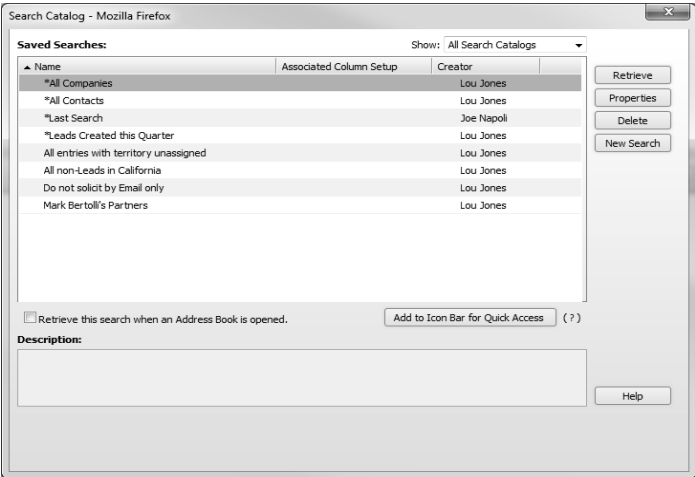 Search Catalog - Mozilla Firefox
Saved Searches:
Show: All Search Catalogs
Name Associated Column Setup Creator
*All Companies Lou Jones
*All Contacts Lou Jones
*Last Search Joe Napoli
*Leads Created this Quarter Lou Jones
All entries with territory unassigned Lou Jones
All non-Leads in California Lou Jones
Do not solicit by Email only Lou Jones
Mark Bertolli's Partners Lou Jones
Retrieve
Properties
Delete
New Search
Retrieve this search when an Address Book is opened.
Add to Icon Bar for Quick Access (?)
Description:
Help